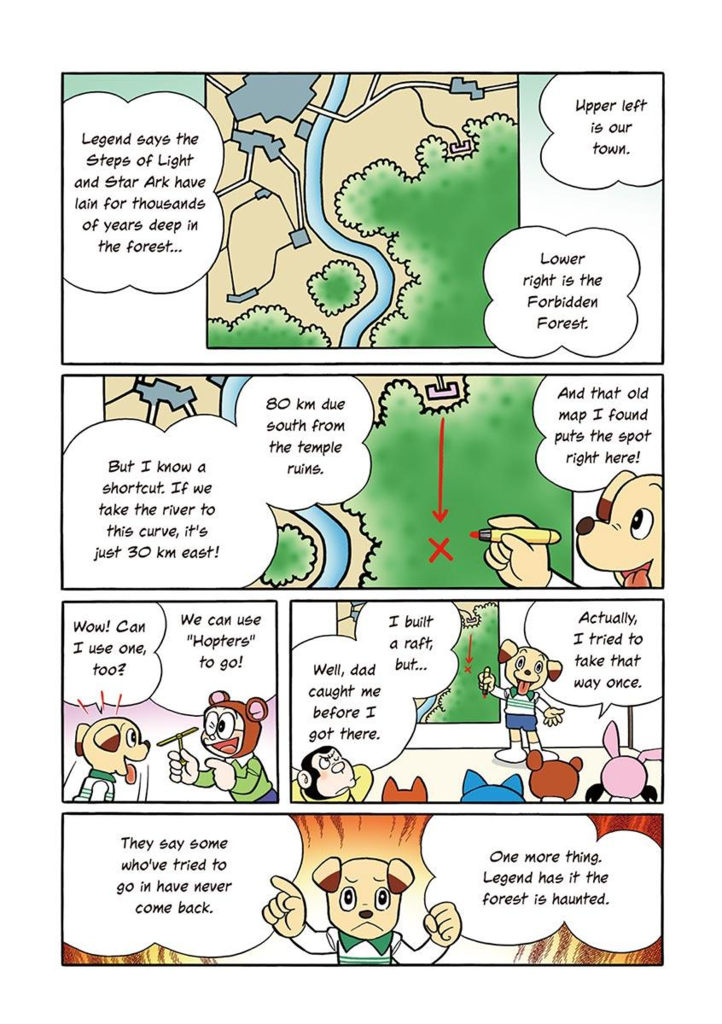 Upper left
is our
town.
Lower
right is the
Forbidden
Forest.
Legend says the
Steps of Light
and Star Ark have
lain for thousands
of years deep in
the forest...
And that old
map I found
puts the spot
right here!
80 km due
south from
the temple
ruins.
But I know a
shortcut. If we
take the river to
this curve, it's
just 30 km east!
Actually,
I tried to
take that
way once.
I built
a raft,
but...
Well, dad
caught me
before I
got there.
We can use
"Hopters"
to go!
Wow! Can
I use one,
too?
One more thing.
Legend has it the
forest is haunted.
They say some
who've tried to
go in have never
come back.